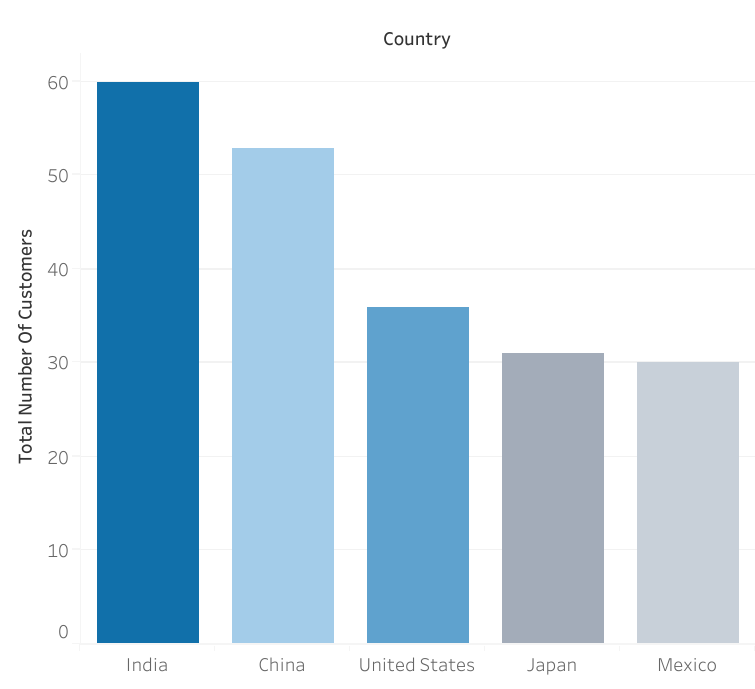 Country
Total Number Of Customers
60
50
40
30
20
10
0
India
China
United States
Japan
Mexico